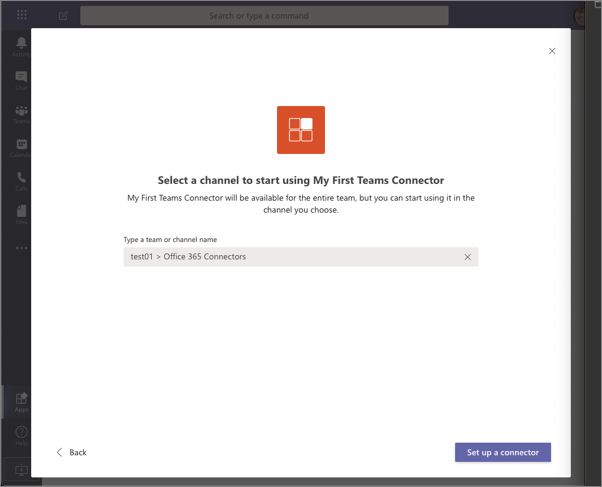 Search or type a command
Activity
Chat
Teams
Calendar
Calls
Files
Select a channel to start using My First Teams Connector
My First Teams Connector will be available for the entire team, but you can start using it in the
channel you choose.
Type a team or channel name
test01 > Office 365 Connectors
Apps
Help
Back
Set up a connector